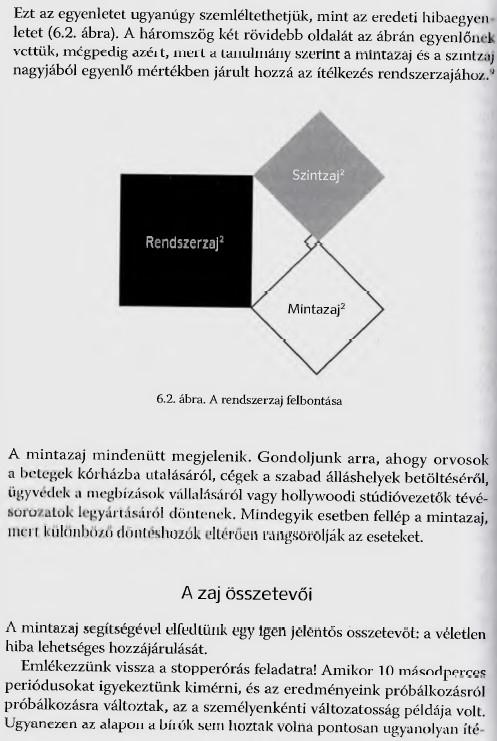 Ezt az egyenletet ugyanúgy szemléltethetjük, mint az eredeti hibaegyen-
letet (6.2. ábra). A háromszög két rövidebb oldalát az ábrán egyenlőnek
vettük, mégpedig azért, mert a tanulmány szerint a mintazaj és a szintzaj
nagyjából egyenlő mértékben járult hozzá az ítélkezés rendszerzajához.⁹
Szintzaj²
Rendszerzaj²
Mintazaj²
6.2. ábra. A rendszerzaj felbontása
A mintazaj mindenütt megjelenik. Gondoljunk arra, ahogy orvosok
a betegek kórházba utalásáról, cégek a szabad álláshelyek betöltéséről,
ügyvédek a megbízások vállalásáról vagy hollywoodi stúdióvezetők tévé-
sorozatok legyártásáról döntenek. Mindegyik esetben fellép a mintazaj,
mert különböző döntéshozók eltérően rangsorolják az eseteket.
A zaj összetevői
A mintazaj segítségével elfedtünk egy igen jelentős összetevőt: a véletlen
hiba lehetséges hozzájárulását.
Emlékezzünk vissza a stopperórás feladatra! Amikor 10 másodperces
periódusokat igyekeztünk kimérni, és az eredményeink próbálkozásról
próbálkozásra változtak, az a személyenkénti változatosság példája volt.
Ugyanezen az alapon a bírók sem hoztak volna pontosan ugyanolyan íté-